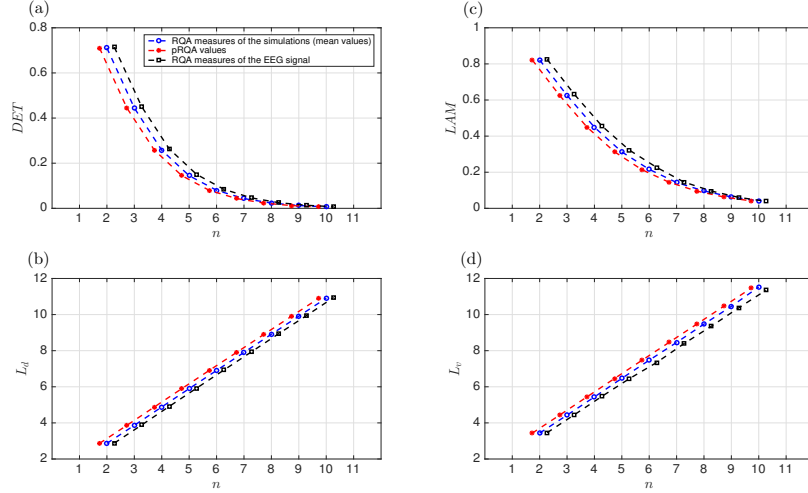 (a)
0.8
0.6
0.4
0.2
0
DET
1 2 3 4 5 6 7 8 9 10 11
n
RQA measures of the simulations (mean values)
pRQA values
RQA measures of the EEG signal
(c)
1
0.8
0.6
0.4
0.2
0
LAM
1 2 3 4 5 6 7 8 9 10 11
n
(b)
12
10
8
6
4
2
L_d
1 2 3 4 5 6 7 8 9 10 11
n
(d)
12
10
8
6
4
2
L_v
1 2 3 4 5 6 7 8 9 10 11
n